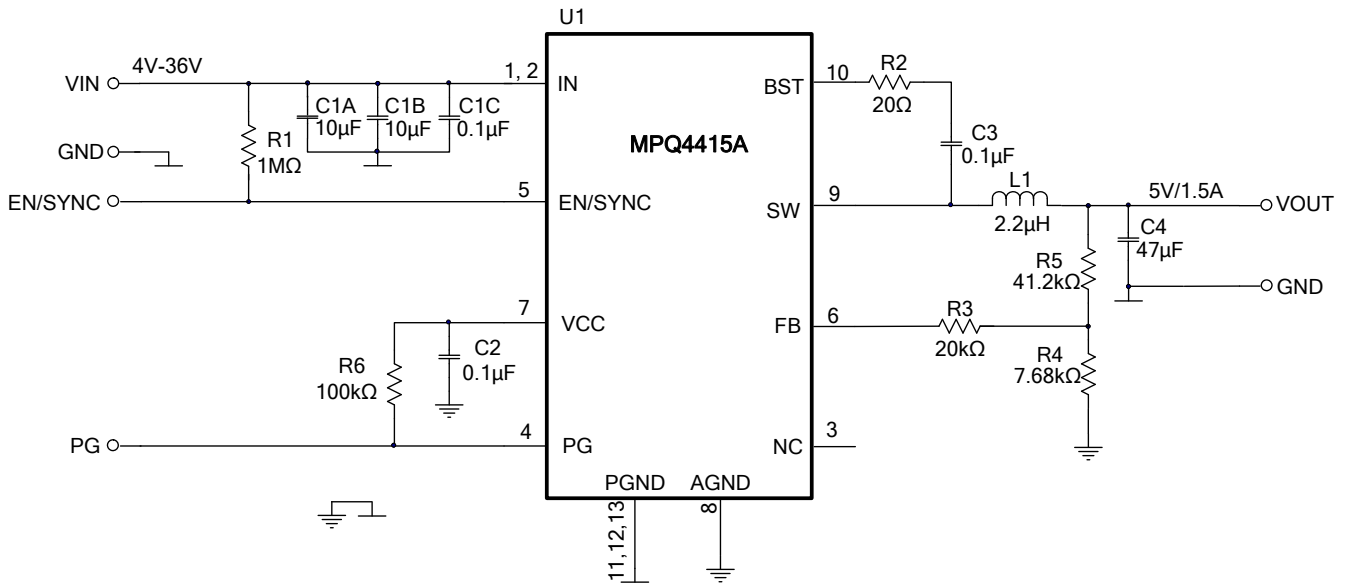 U1
4V-36V
VIN
1, 2
IN
C1A
10µF
C1B
10µF
C1C
0.1µF
R1
1MΩ
GND
EN/SYNC
5
EN/SYNC
MPQ4415A
BST
10
R2
20Ω
C3
0.1µF
SW
9
L1
2.2µH
5V/1.5A
VOUT
C4
47µF
R5
41.2kΩ
GND
7
VCC
C2
0.1µF
R6
100kΩ
FB
6
R3
20kΩ
R4
7.68kΩ
PG
4
PG
NC
3
PGND
AGND
11,12,13
8